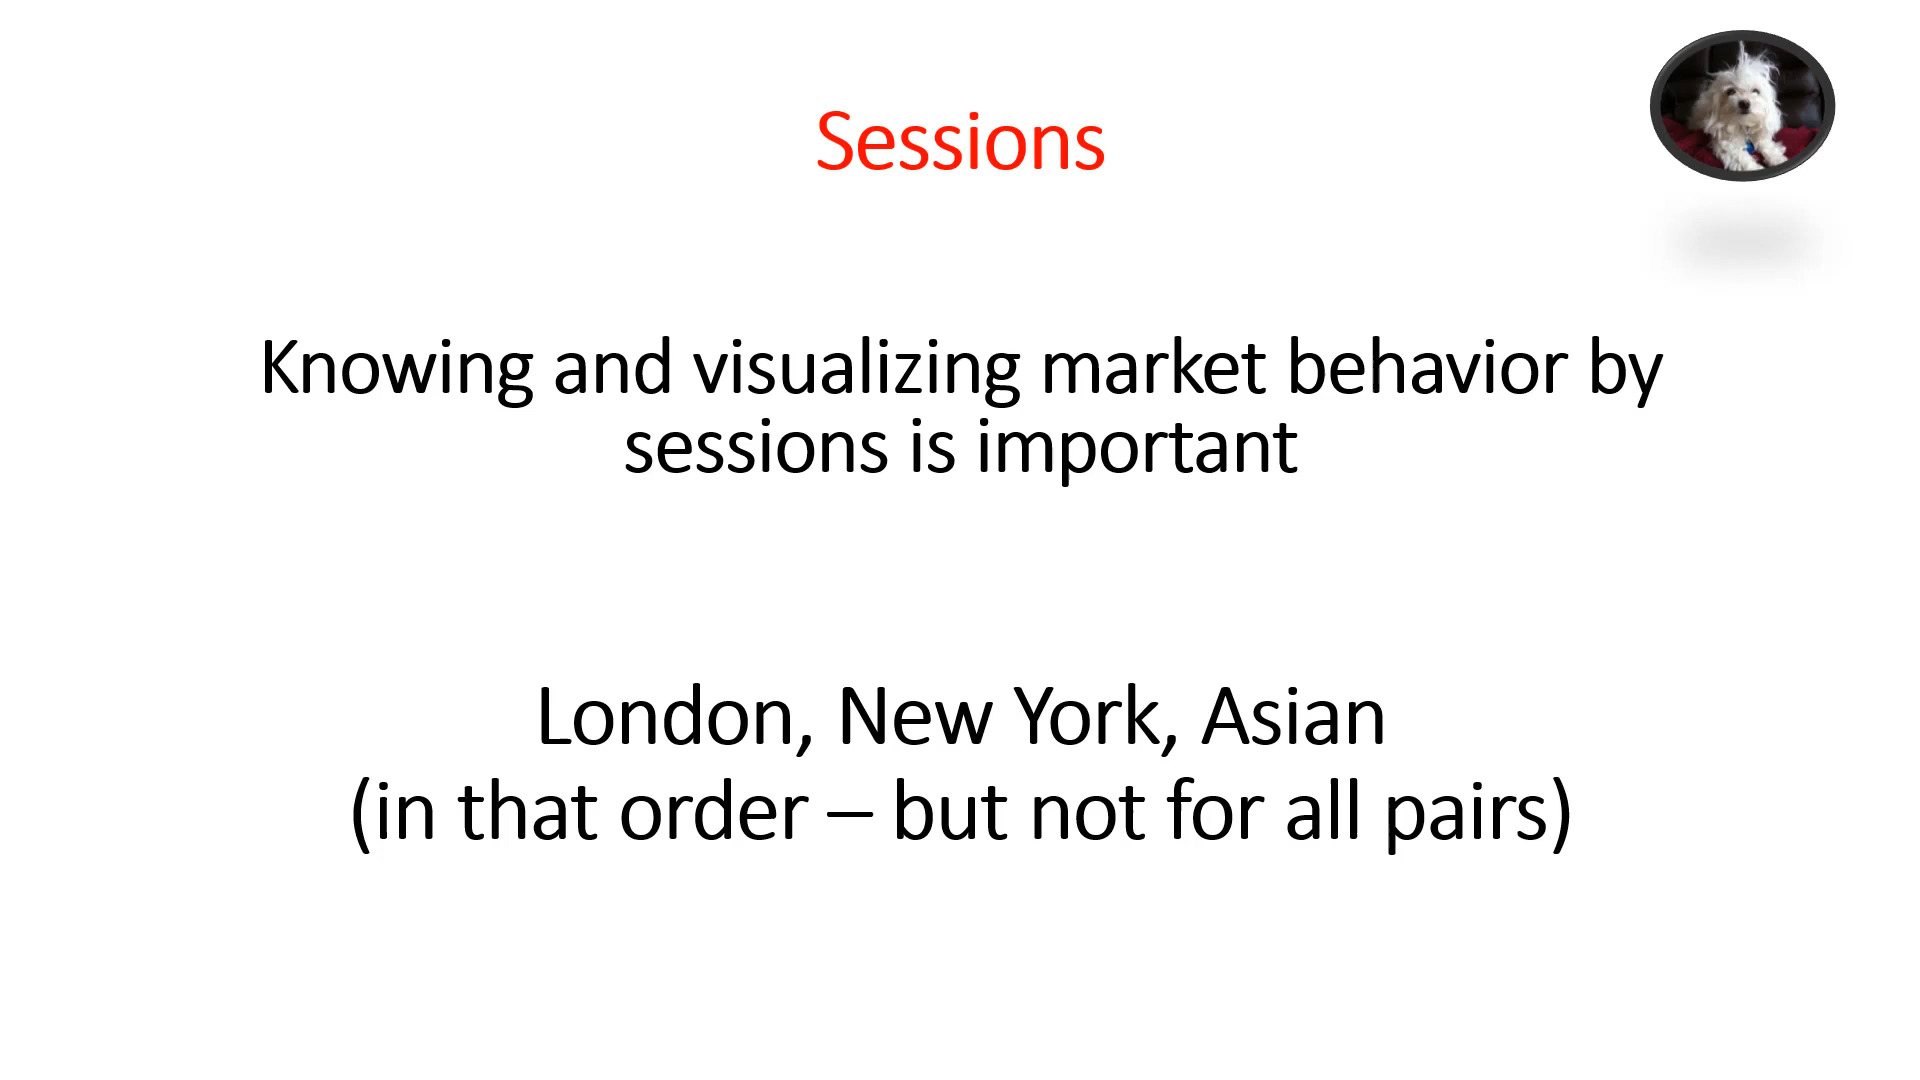 Sessions
Knowing and visualizing market behavior by
sessions is important
London, New York, Asian
(in that order – but not for all pairs)